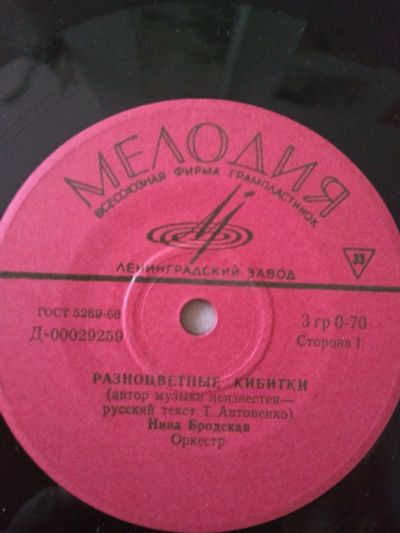 МЕЛОДИЯ
ВСЕСОЮЗНАЯ ФИРМА ГРАМПЛАСТИНОК
ЛЕНИНГРАДСКИЙ ЗАВОД
33
ГОСТ 5289-68
Д-00029259
3 гр 0-70
Сторона 1
РАЗНОЦВЕТНЫЕ КИБИТКИ
(автор музыки неизвестен—
русский текст Т. Антоненко)
Нина Бродская
Оркестр